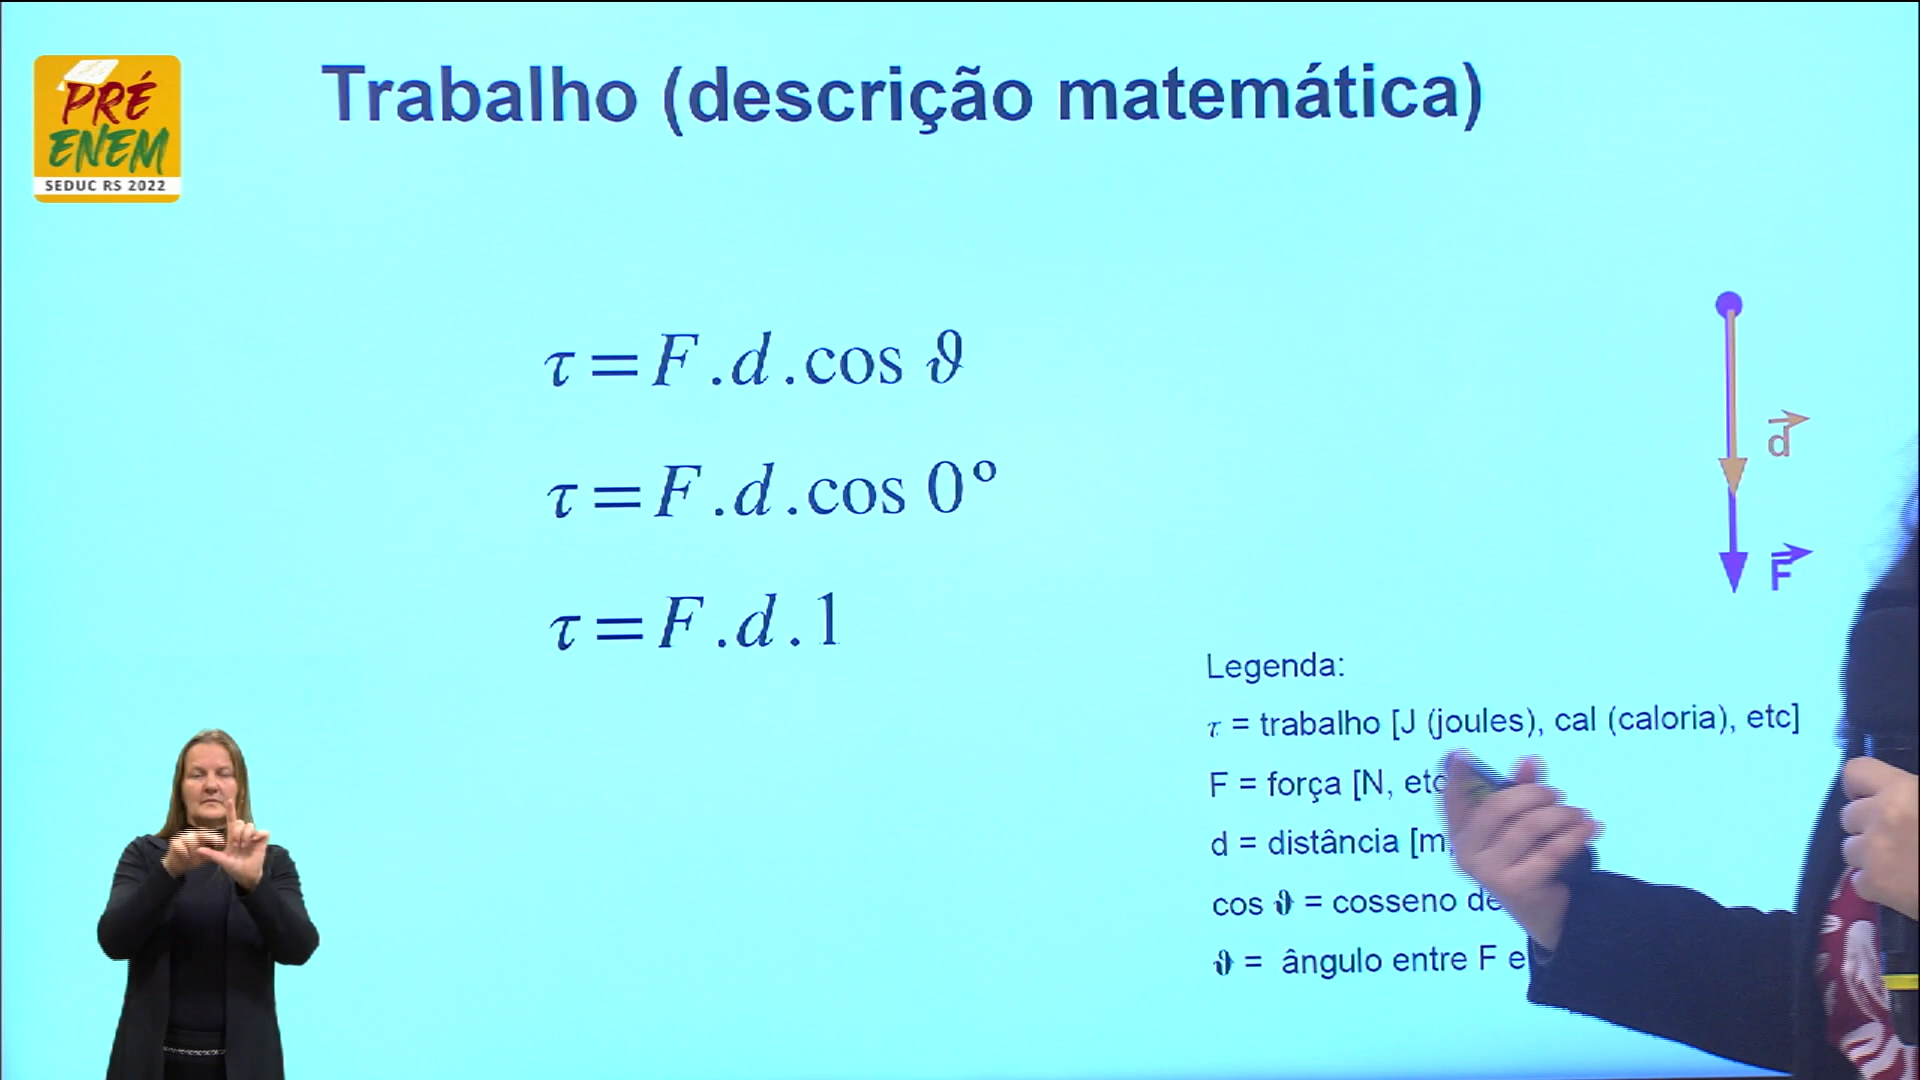 PRÉ
ENEM
SEDUC RS 2022
Trabalho (descrição matemática)
τ = F . d . cos ϑ
τ = F . d . cos 0º
τ = F . d . 1
d
F
Legenda:
τ = trabalho [J (joules), cal (caloria), etc]
F = força [N, etc
d = distância [m,
cos ϑ = cosseno de
ϑ = ângulo entre F e